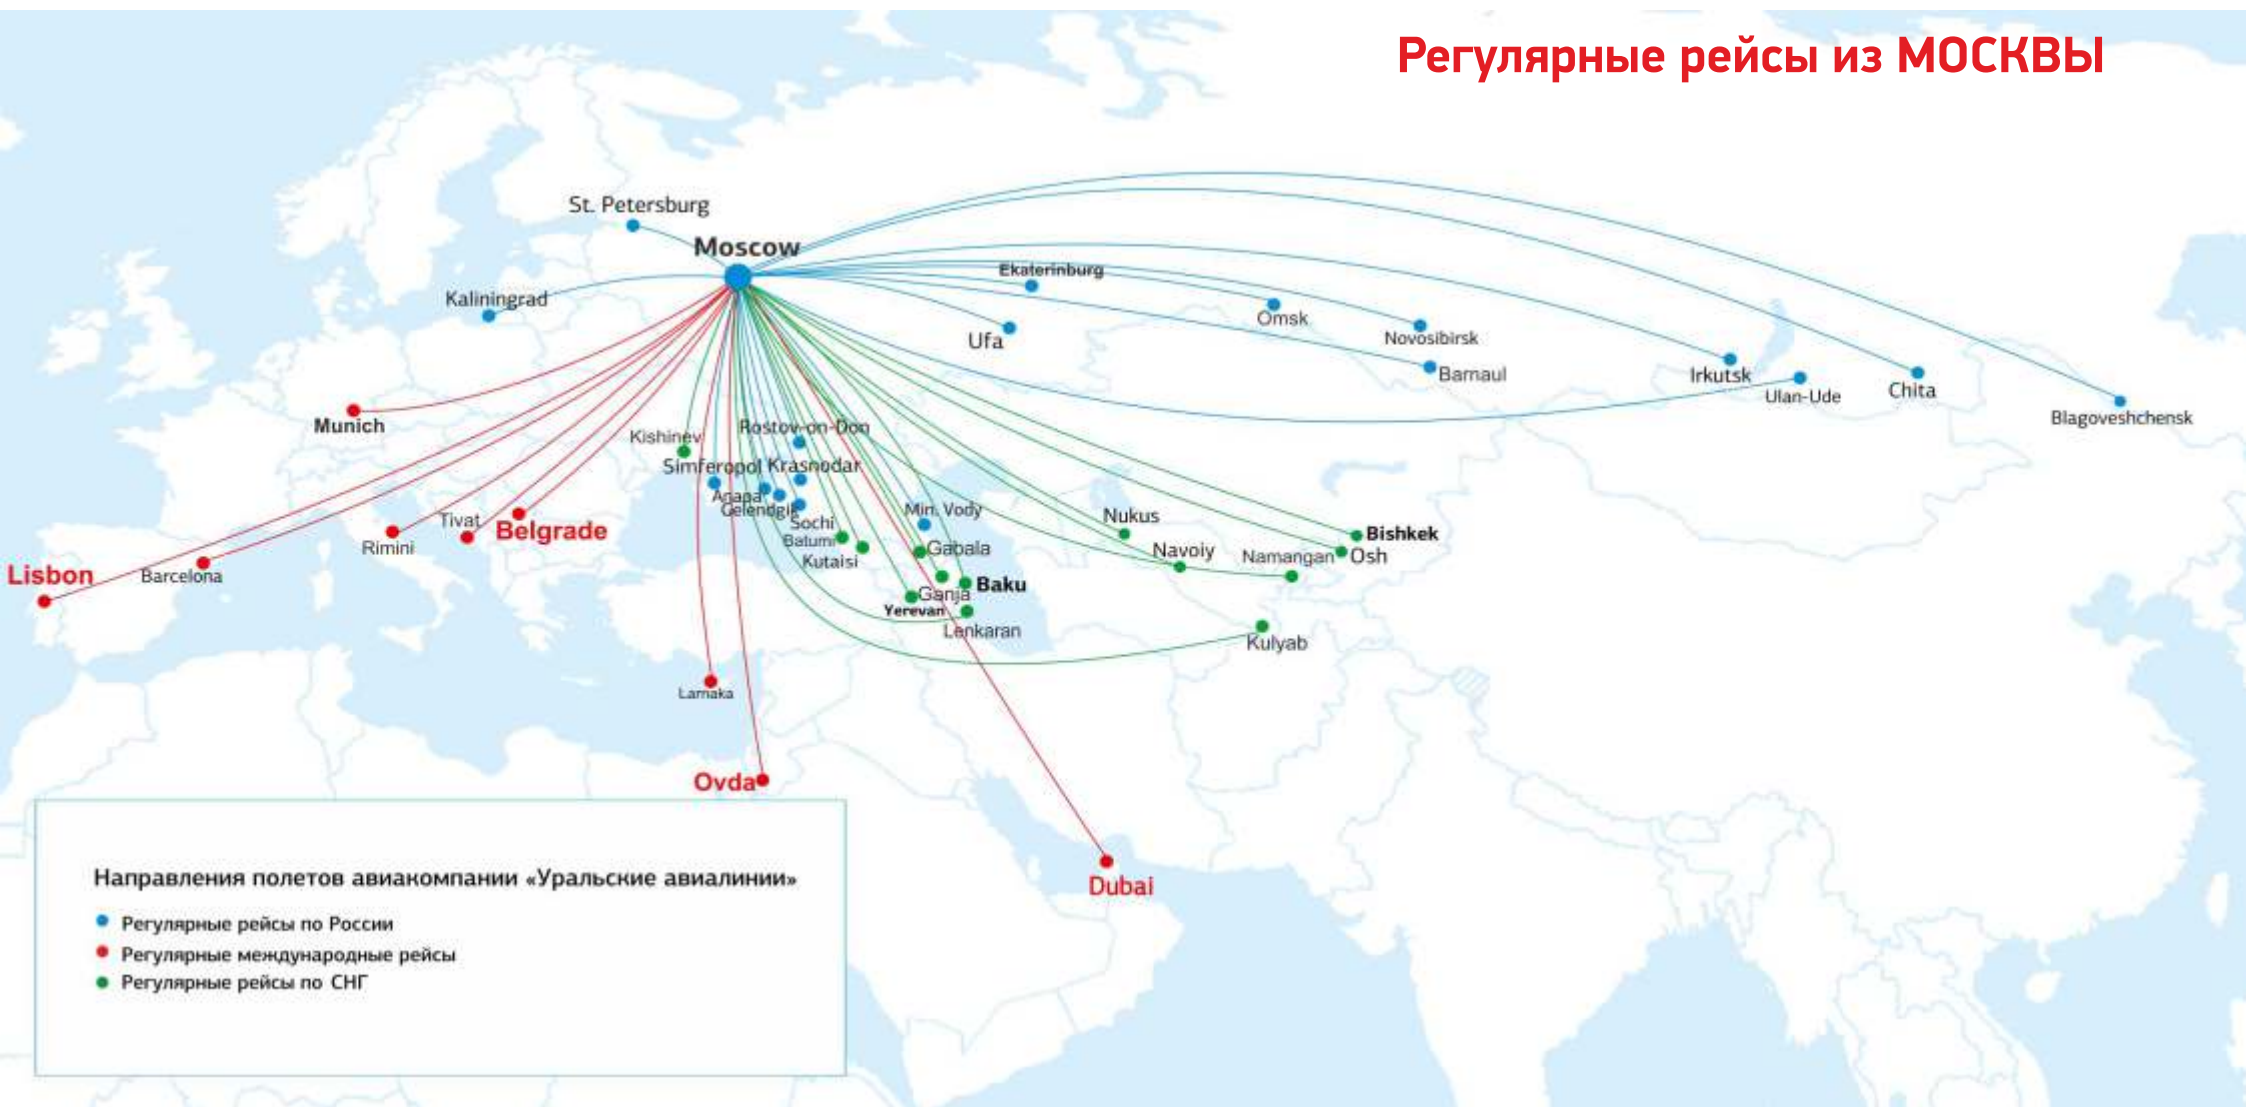 Регулярные рейсы из МОСКВЫ
St. Petersburg
Moscow
Ekaterinburg
Kaliningrad
Omsk
Ufa
Novosibirsk
Barnaul
Irkutsk
Ulan-Ude
Chita
Blagoveshchensk
Munich
Kishinev
Rostov-on-Don
Simferopol
Krasnodar
Anapa
Gelendgik
Sochi
Min. Vody
Nukus
Tivat
Belgrade
Rimini
Batumi
Kutaisi
Gabala
Navoiy
Namangan
Bishkek
Osh
Lisbon
Barcelona
Ganja
Baku
Yerevan
Lenkaran
Kulyab
Larnaka
Ovda
Dubai
Направления полетов авиакомпании «Уральские авиалинии»
Регулярные рейсы по России
Регулярные международные рейсы
Регулярные рейсы по СНГ